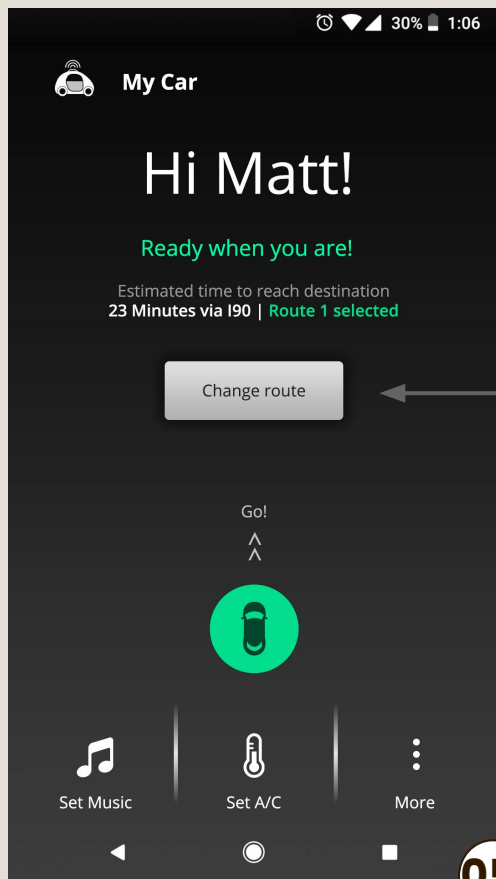 30% 1:06
My Car
Hi Matt!
Ready when you are!
Estimated time to reach destination
23 Minutes via I90 | Route 1 selected
Change route
Go!
Set Music Set A/C More